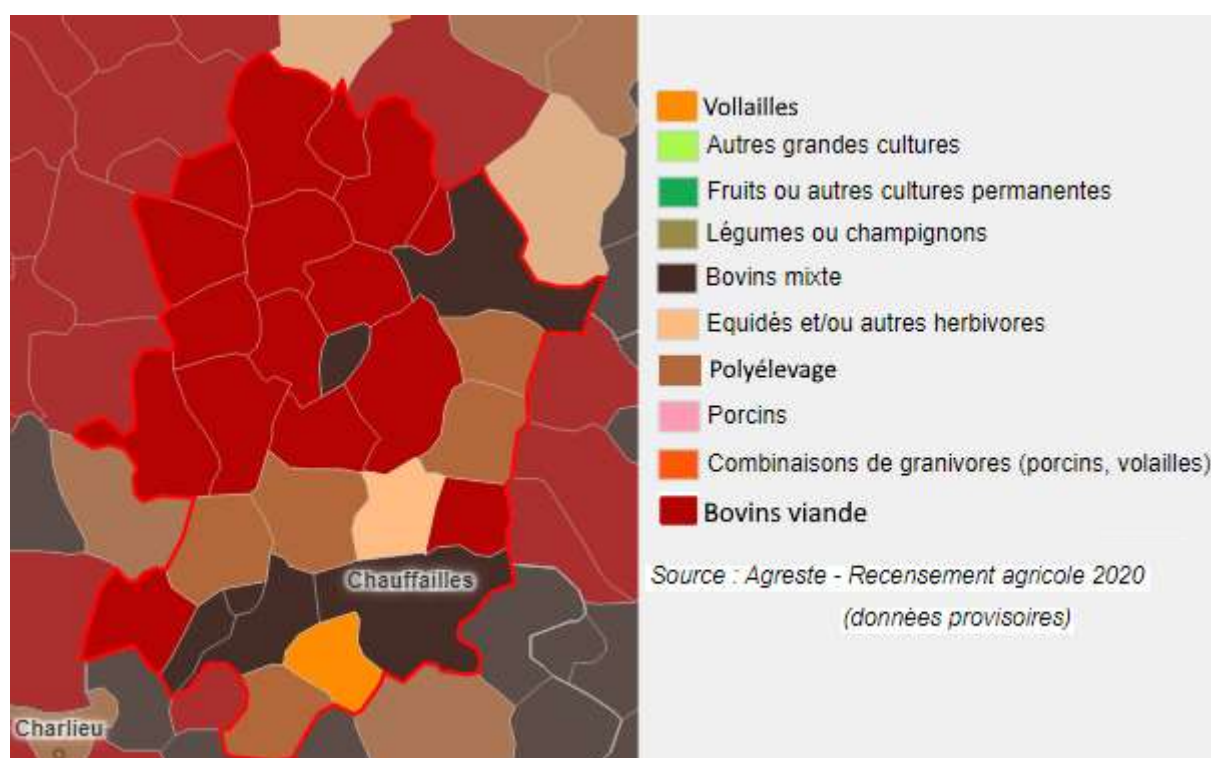 Vollailles
Autres grandes cultures
Fruits ou autres cultures permanentes
Légumes ou champignons
Bovins mixte
Equidés et/ou autres herbivores
Polyélevage
Porcins
Combinaisons de granivores (porcins, volailles)
Bovins viande
Source : Agreste - Recensement agricole 2020
(données provisoires)
Chauffailles
Charlieu